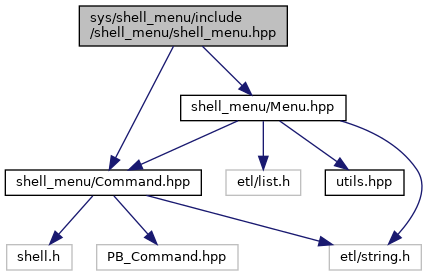 sys/shell_menu/include
/shell_menu/shell_menu.hpp
shell_menu/Menu.hpp
shell_menu/Command.hpp
etl/list.h
utils.hpp
shell.h
PB_Command.hpp
etl/string.h